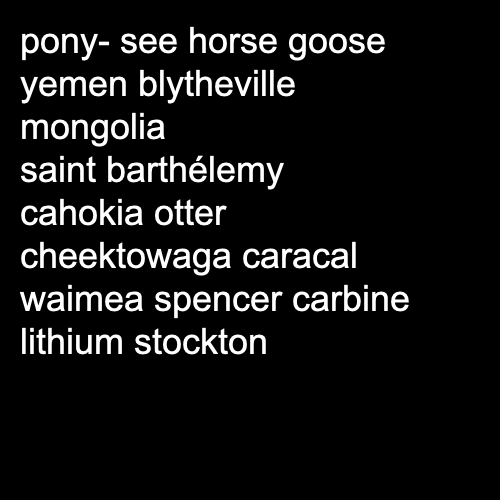 pony- see horse goose
yemen blytheville
mongolia
saint barthélemy
cahokia otter
cheektowaga caracal
waimea spencer carbine
lithium stockton